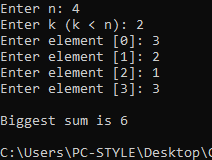 Enter n: 4
Enter k (k < n): 2
Enter element [0]: 3
Enter element [1]: 2
Enter element [2]: 1
Enter element [3]: 3
Biggest sum is 6
C:\Users\PC-STYLE\Desktop\